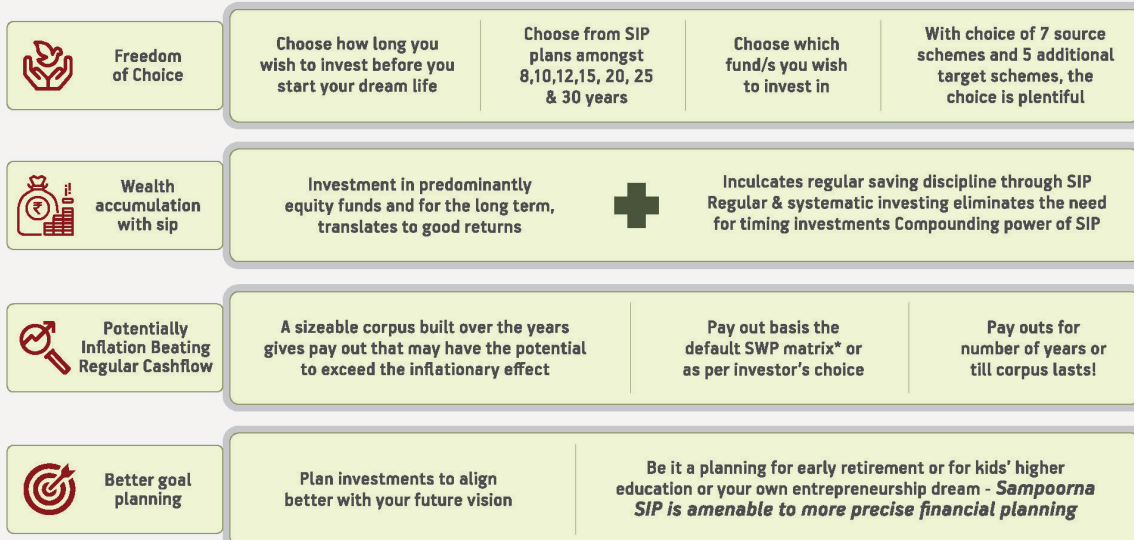 Freedom
of Choice
Choose how long you
wish to invest before you
start your dream life
Choose from SIP
plans amongst
8,10,12,15, 20, 25
& 30 years
Choose which
fund/s you wish
to invest in
With choice of 7 source
schemes and 5 additional
target schemes, the
choice is plentiful
Wealth
accumulation
with sip
Investment in predominantly
equity funds and for the long term,
translates to good returns
Inculcates regular saving discipline through SIP
Regular & systematic investing eliminates the need
for timing investments Compounding power of SIP
Potentially
Inflation Beating
Regular Cashflow
A sizeable corpus built over the years
gives pay out that may have the potential
to exceed the inflationary effect
Pay out basis the
default SWP matrix* or
as per investor's choice
Pay outs for
number of years or
till corpus lasts!
Better goal
planning
Plan investments to align
better with your future vision
Be it a planning for early retirement or for kids' higher
education or your own entrepreneurship dream - Sampoorna
SIP is amenable to more precise financial planning